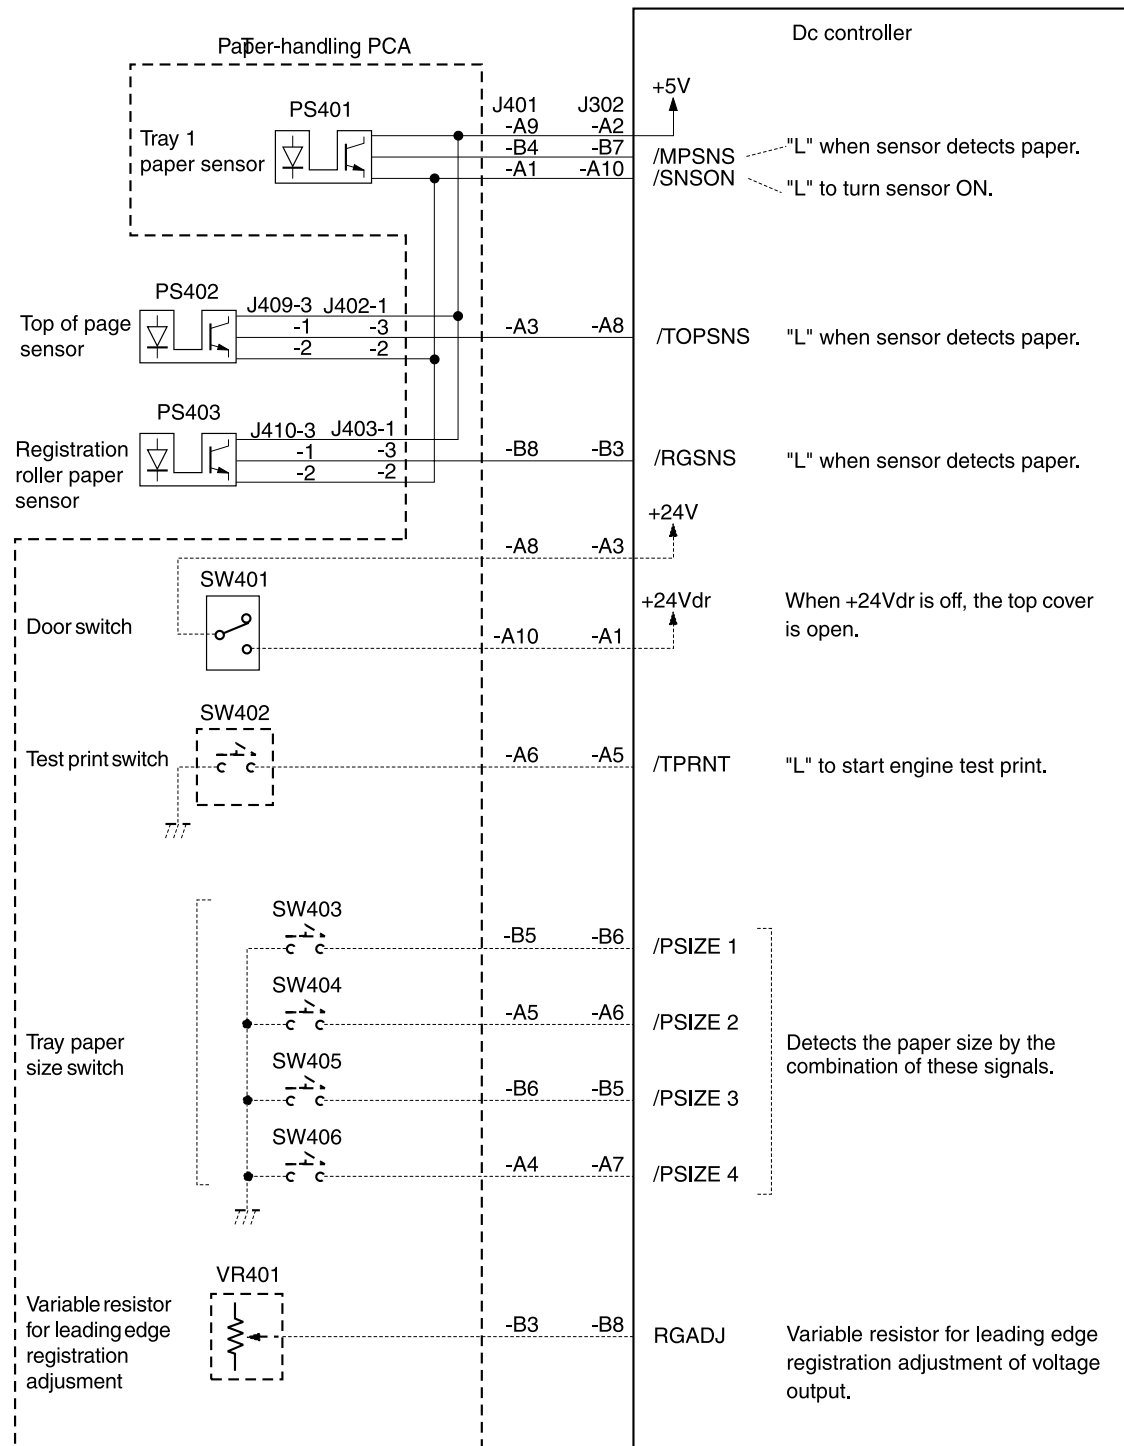 Dc controller
PaTper-handling PCA
+5V
PS401
J401
J302
-A9
-A2
Tray 1
paper sensor
-B4
-B7
/MPSNS
"L" when sensor detects paper.
-A1
-A10
/SNSON
"L" to turn sensor ON.
PS402
J409-3
J402-1
Top of page
sensor
-1
-3
-A3
-A8
/TOPSNS
"L" when sensor detects paper.
-2
-2
PS403
J410-3
J403-1
Registration
roller paper
sensor
-1
-3
-B8
-B3
/RGSNS
"L" when sensor detects paper.
-2
-2
+24V
-A8
-A3
SW401
Door switch
+24Vdr
When +24Vdr is off, the top cover
is open.
-A10
-A1
SW402
Test print switch
-A6
-A5
/TPRNT
"L" to start engine test print.
SW403
-B5
-B6
/PSIZE 1
SW404
-A5
-A6
/PSIZE 2
Tray paper
size switch
Detects the paper size by the
combination of these signals.
SW405
-B6
-B5
/PSIZE 3
SW406
-A4
-A7
/PSIZE 4
VR401
Variable resistor
for leading edge
registration
adjusment
-B3
-B8
RGADJ
Variable resistor for leading edge
registration adjustment of voltage
output.